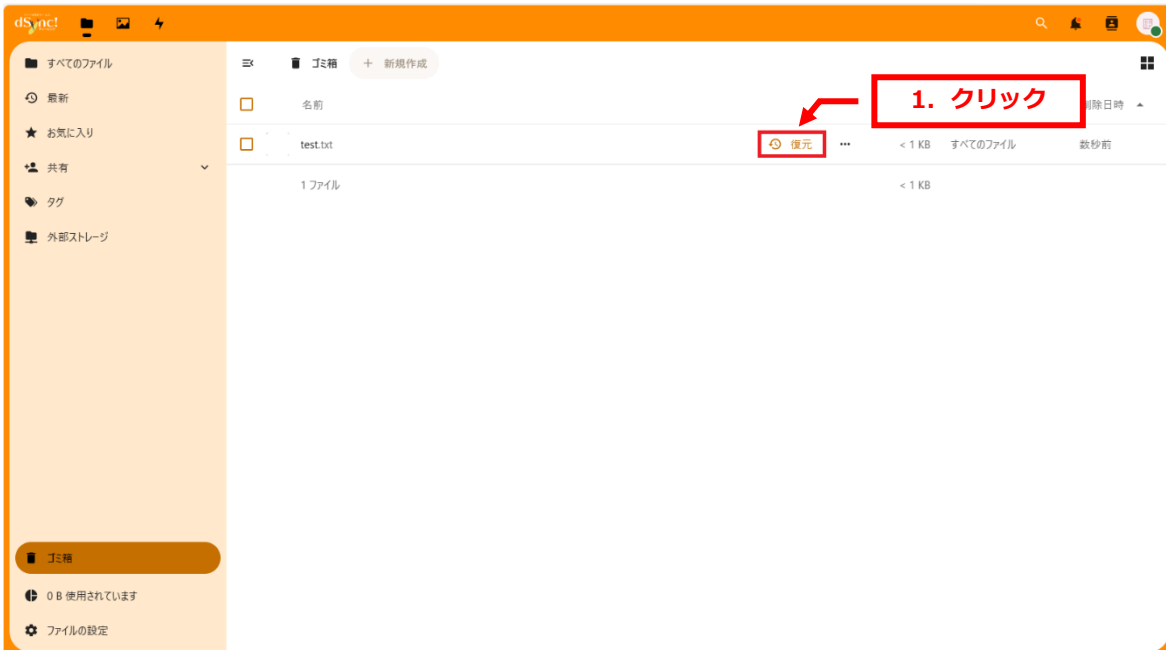 dSync!
すべてのファイル
最新
お気に入り
共有
タグ
外部ストレージ
ゴミ箱
0 B 使用されています
ファイルの設定
ゴミ箱
+ 新規作成
名前
除日時
1. クリック
test.txt
復元
...
< 1 KB
すべてのファイル
数秒前
1 ファイル
< 1 KB